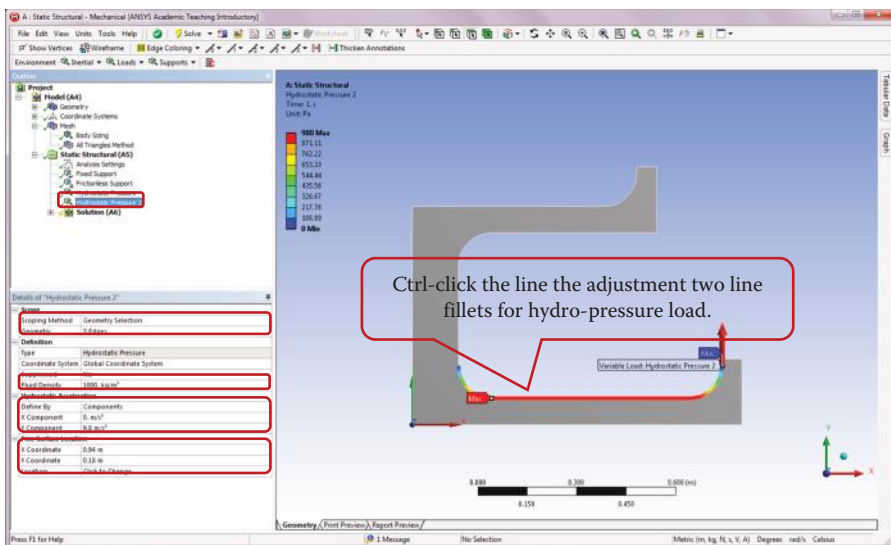 A : Static Structural - Mechanical [ANSYS Academic Teaching Introductory]
File Edit View Units Tools Help Solve Worksheet
Show Vertices Wireframe Edge Coloring Thicken Annotations
Environment Inertial Loads Supports
Outline
Project
Model (A4)
Geometry
Coordinate Systems
Mesh
Body Sizing
All Triangles Method
Static Structural (A5)
Analysis Settings
Fixed Support
Frictionless Support
Hydrostatic Pressure
Hydrostatic Pressure 2
Solution (A6)
Details of "Hydrostatic Pressure 2"
Scope
Scoping Method Geometry Selection
Geometry 3 Edges
Definition
Type Hydrostatic Pressure
Coordinate System Global Coordinate System
Suppressed No
Fluid Density 1000. kg/m³
Hydrostatic Acceleration
Define By Components
X Component 0. m/s²
Y Component 9.8 m/s²
Free Surface Location
X Coordinate 0.94 m
Y Coordinate 0.18 m
Location Click to Change
Press F1 for Help
A: Static Structural
Hydrostatic Pressure 2
Time: 1. s
Unit: Pa
980 Max
871.11
762.22
653.33
544.44
435.56
326.67
217.78
108.89
0 Min
Ctrl-click the line the adjustment two line
fillets for hydro-pressure load.
Min
Variable Load: Hydrostatic Pressure 2
Max
Y
X
0.000 0.300 0.600 (m)
0.150 0.450
Geometry Print Preview Report Preview
1 Message No Selection Metric (m, kg, N, s, V, A) Degrees rad/s Celsius
Tabular Data
Graph